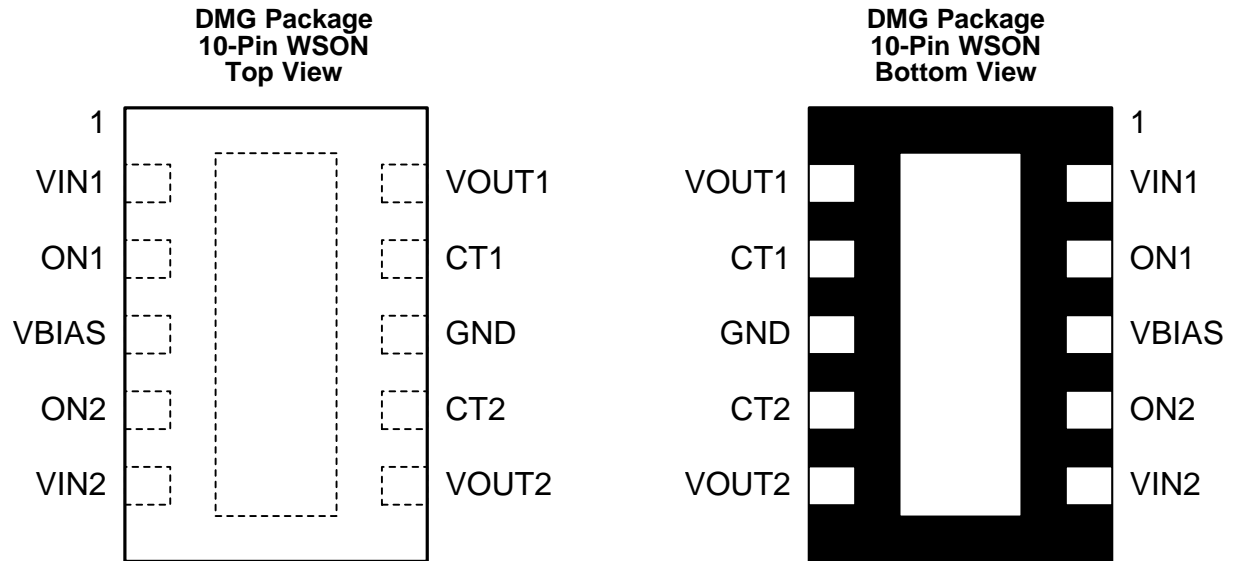 DMG Package
10-Pin WSON
Top View
1
VIN1
ON1
VBIAS
ON2
VIN2
VOUT1
CT1
GND
CT2
VOUT2
DMG Package
10-Pin WSON
Bottom View
VOUT1
CT1
GND
CT2
VOUT2
1
VIN1
ON1
VBIAS
ON2
VIN2